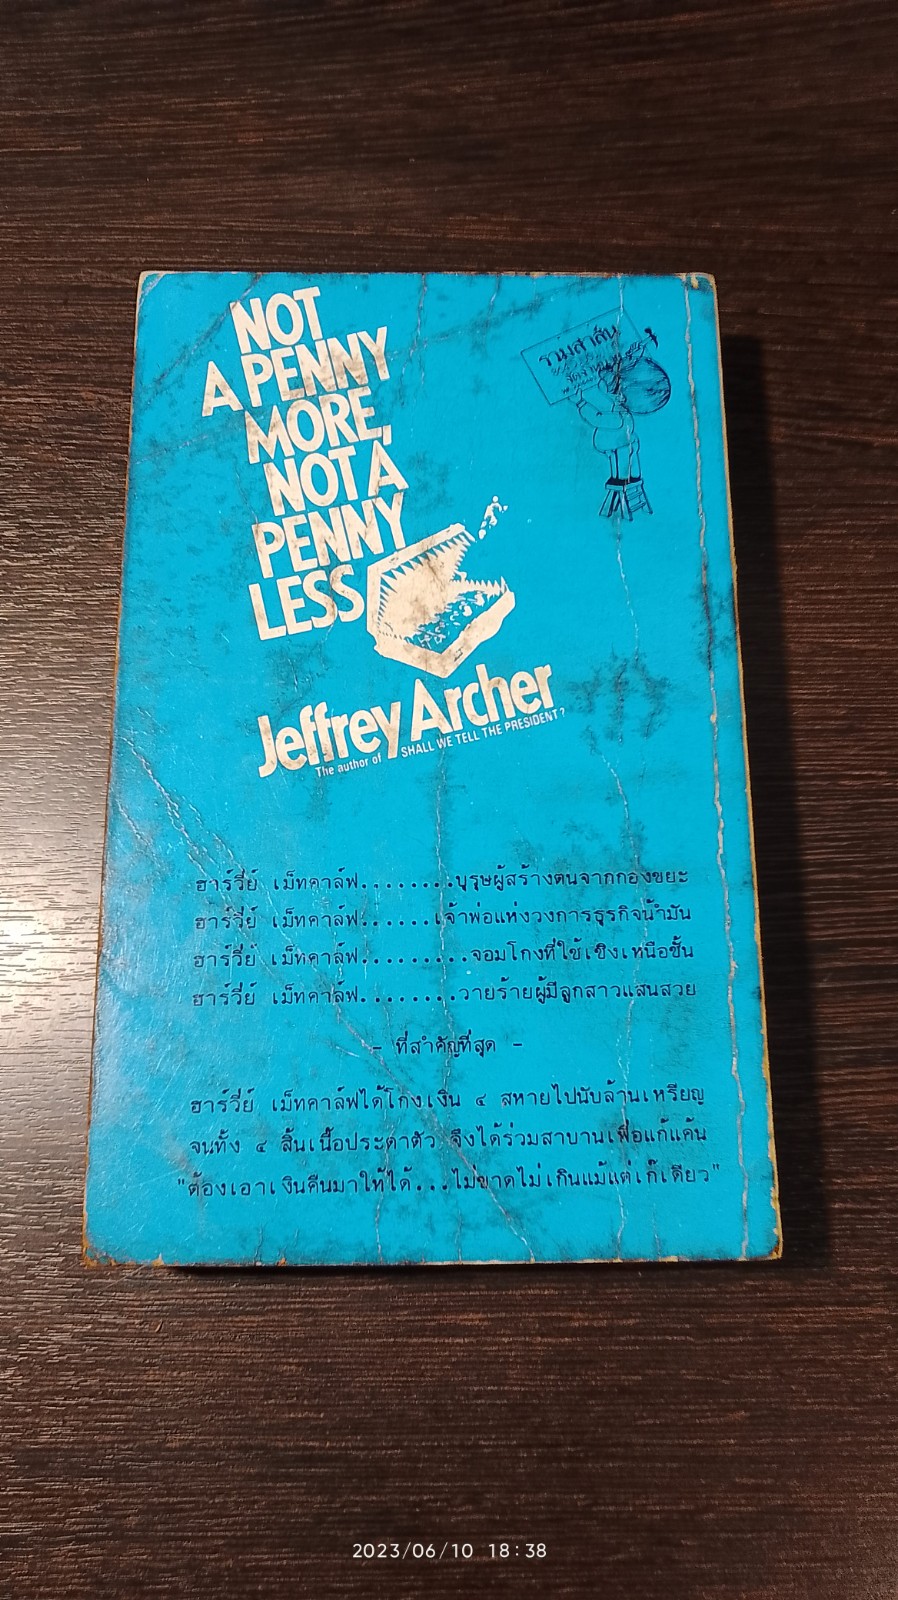 NOT
A PENNY
MORE,
NOT A
PENNY
LESS
Jeffrey Archer
The author of SHALL WE TELL THE PRESIDENT?
รวมสาส์น
ฮาร์วี่ย์ เม็ทคาล์ฟ........บุรุษผู้สร้างตนจากกองขยะ
ฮาร์วี่ย์ เม็ทคาล์ฟ......เจ้าพ่อแห่งวงการธุรกิจน้ำมัน
ฮาร์วี่ย์ เม็ทคาล์ฟ.........จอมโกงที่ใช้เชิงเหนือชั้น
ฮาร์วี่ย์ เม็ทคาล์ฟ........วายร้ายผู้มีลูกสาวแสนสวย
- ที่สำคัญที่สุด -
ฮาร์วี่ย์ เม็ทคาล์ฟได้โกงเงิน ๔ สหายไปนับล้านเหรียญ
จนทั้ง ๔ สิ้นเนื้อประดาตัว จึงได้ร่วมสาบานเพื่อแก้แค้น
"ต้องเอาเงินคืนมาให้ได้...ไม่ขาดไม่เกินแม้แต่เก๊เดียว"
2023/06/10 18:38